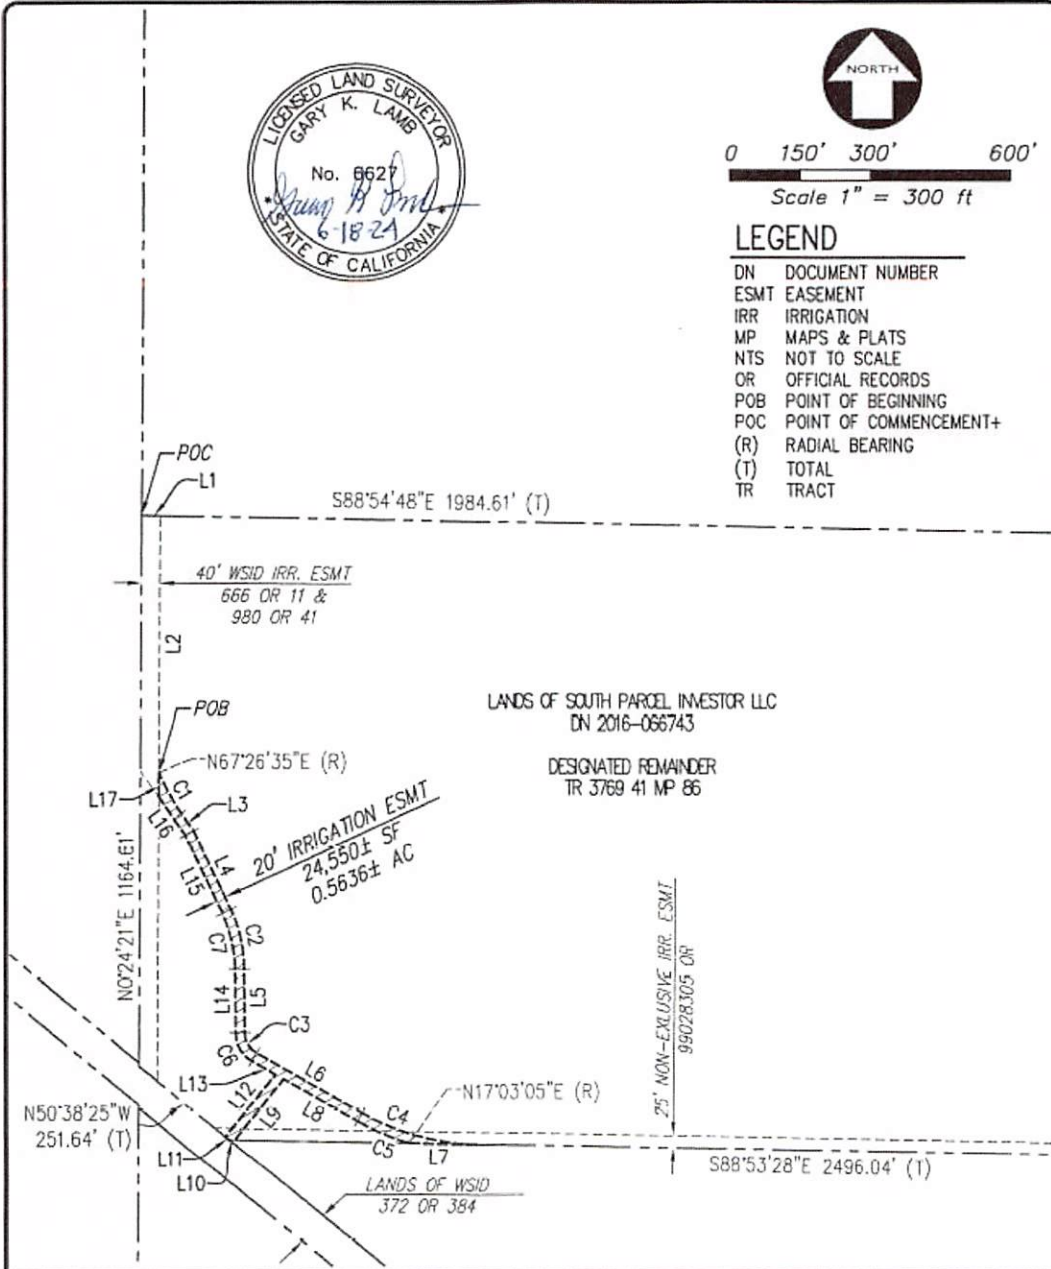 LICENSED LAND SURVEYOR
GARY K. LAMB
No. 6627
6-18-24
STATE OF CALIFORNIA
NORTH
0 150' 300' 600'
Scale 1" = 300 ft
LEGEND
DN DOCUMENT NUMBER
ESMT EASEMENT
IRR IRRIGATION
MP MAPS & PLATS
NTS NOT TO SCALE
OR OFFICIAL RECORDS
POB POINT OF BEGINNING
POC POINT OF COMMENCEMENT+
(R) RADIAL BEARING
(T) TOTAL
TR TRACT
POC
L1
S88°54'48"E 1984.61' (T)
40' WSID IRR. ESMT
666 OR 11 &
980 OR 41
L2
LANDS OF SOUTH PARCEL INVESTOR LLC
DN 2016-066743
DESIGNATED REMAINDER
TR 3769 41 MP 86
POB
N67°26'35"E (R)
L17
C1
L3
L16
L4
L15
20' IRRIGATION ESMT
24,550± SF
0.5636± AC
N0°24'21"E 1164.61'
C7
C2
L14
L5
C3
C6
L13
L6
L12
L8
L9
C4
N17°03'05"E (R)
C5
L7
25' NON-EXLUSIVE IRR. ESMT
99028305 OR
N50°38'25"W
251.64' (T)
L11
L10
S88°53'28"E 2496.04' (T)
LANDS OF WSID
372 OR 384